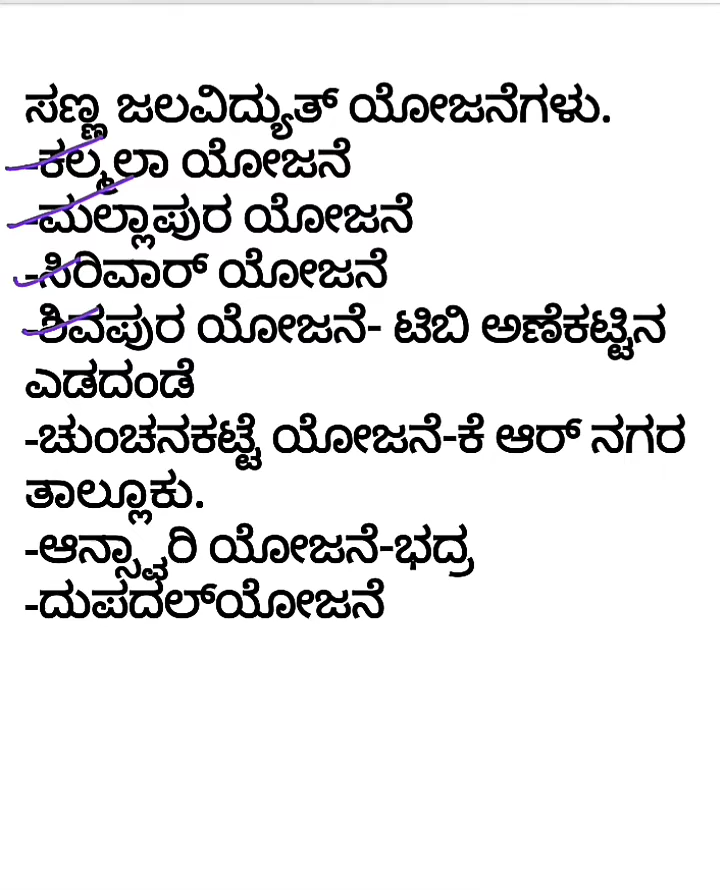 ಸಣ್ಣ ಜಲವಿದ್ಯುತ್ ಯೋಜನೆಗಳು.
-ಕಲ್ಮಲಾ ಯೋಜನೆ
-ಮಲ್ಲಾಪುರ ಯೋಜನೆ
-ಸಿರಿವಾರ್ ಯೋಜನೆ
-ಶಿವಪುರ ಯೋಜನೆ- ಟಿಬಿ ಅಣೆಕಟ್ಟಿನ
ಎಡದಂಡೆ
-ಚುಂಚನಕಟ್ಟೆ ಯೋಜನೆ-ಕೆ ಆರ್ ನಗರ
ತಾಲ್ಲೂಕು.
-ಆನ್ಸ್ವಾರಿ ಯೋಜನೆ-ಭದ್ರ
-ದುಪದಲ್‌ಯೋಜನೆ